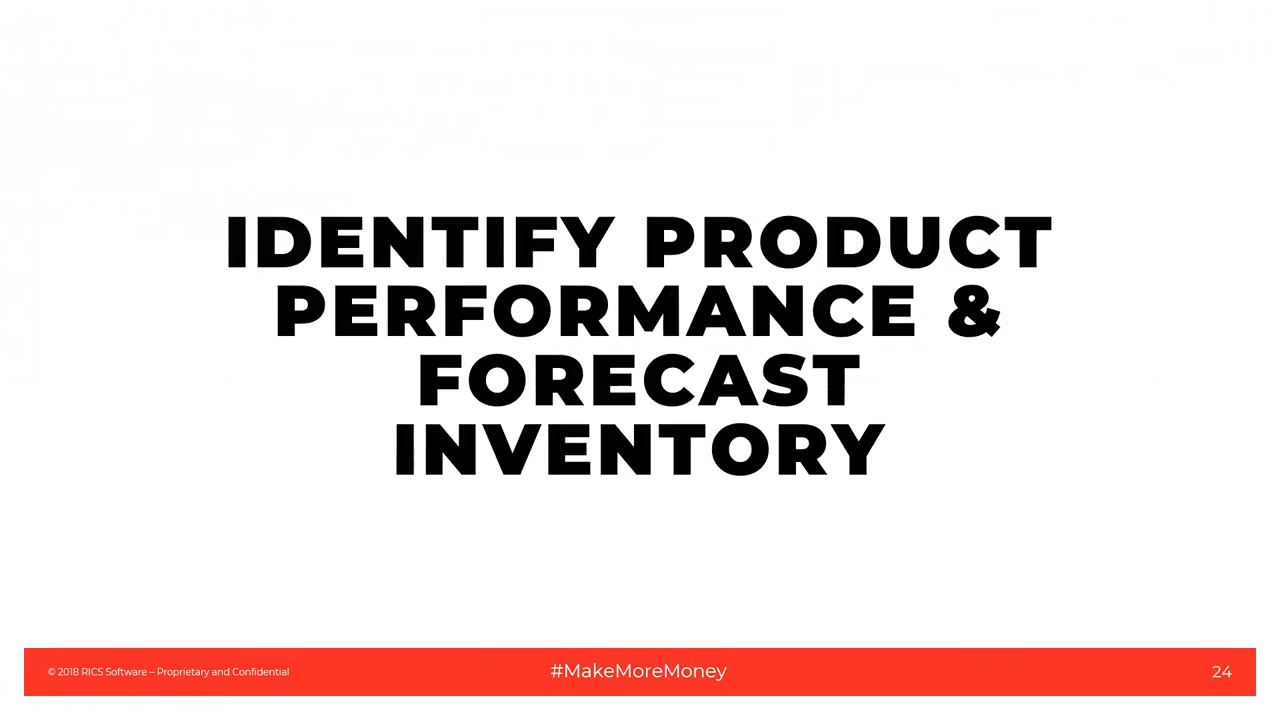 IDENTIFY PRODUCT
PERFORMANCE &
FORECAST
INVENTORY
© 2018 RICS Software – Proprietary and Confidential
#MakeMoreMoney
24